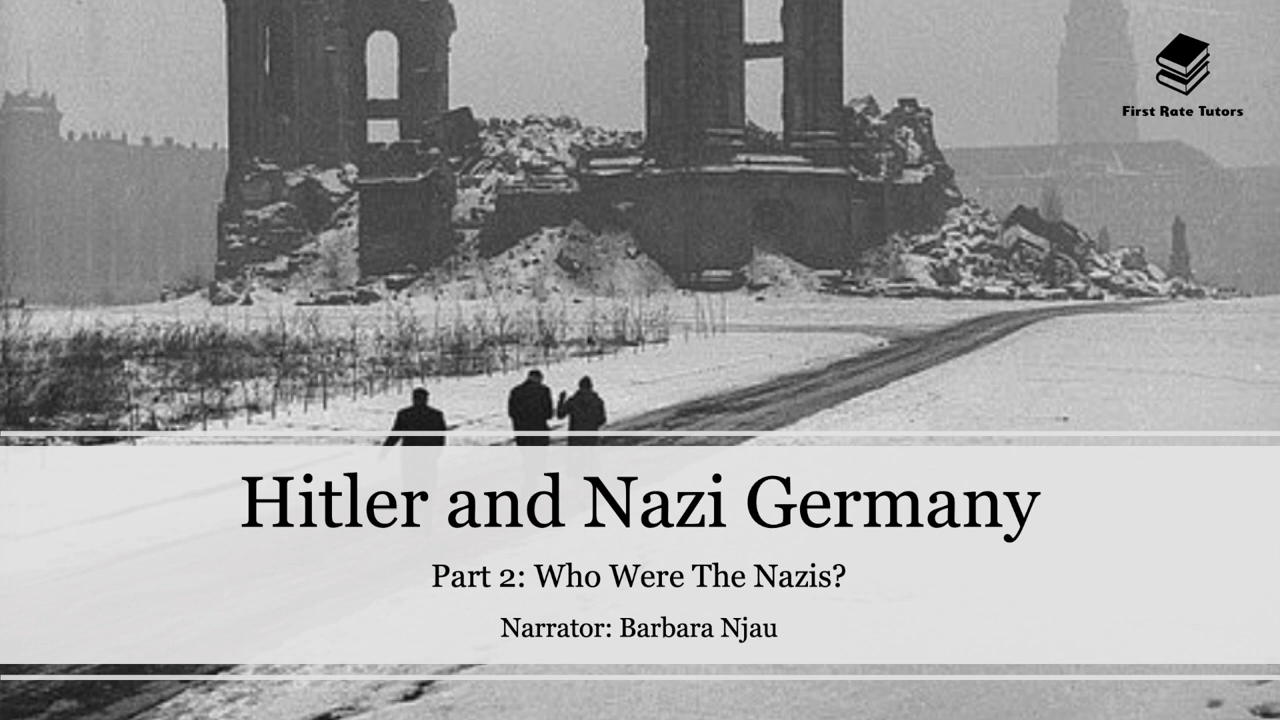 First Rate Tutors
Hitler and Nazi Germany
Part 2: Who Were The Nazis?
Narrator: Barbara Njau